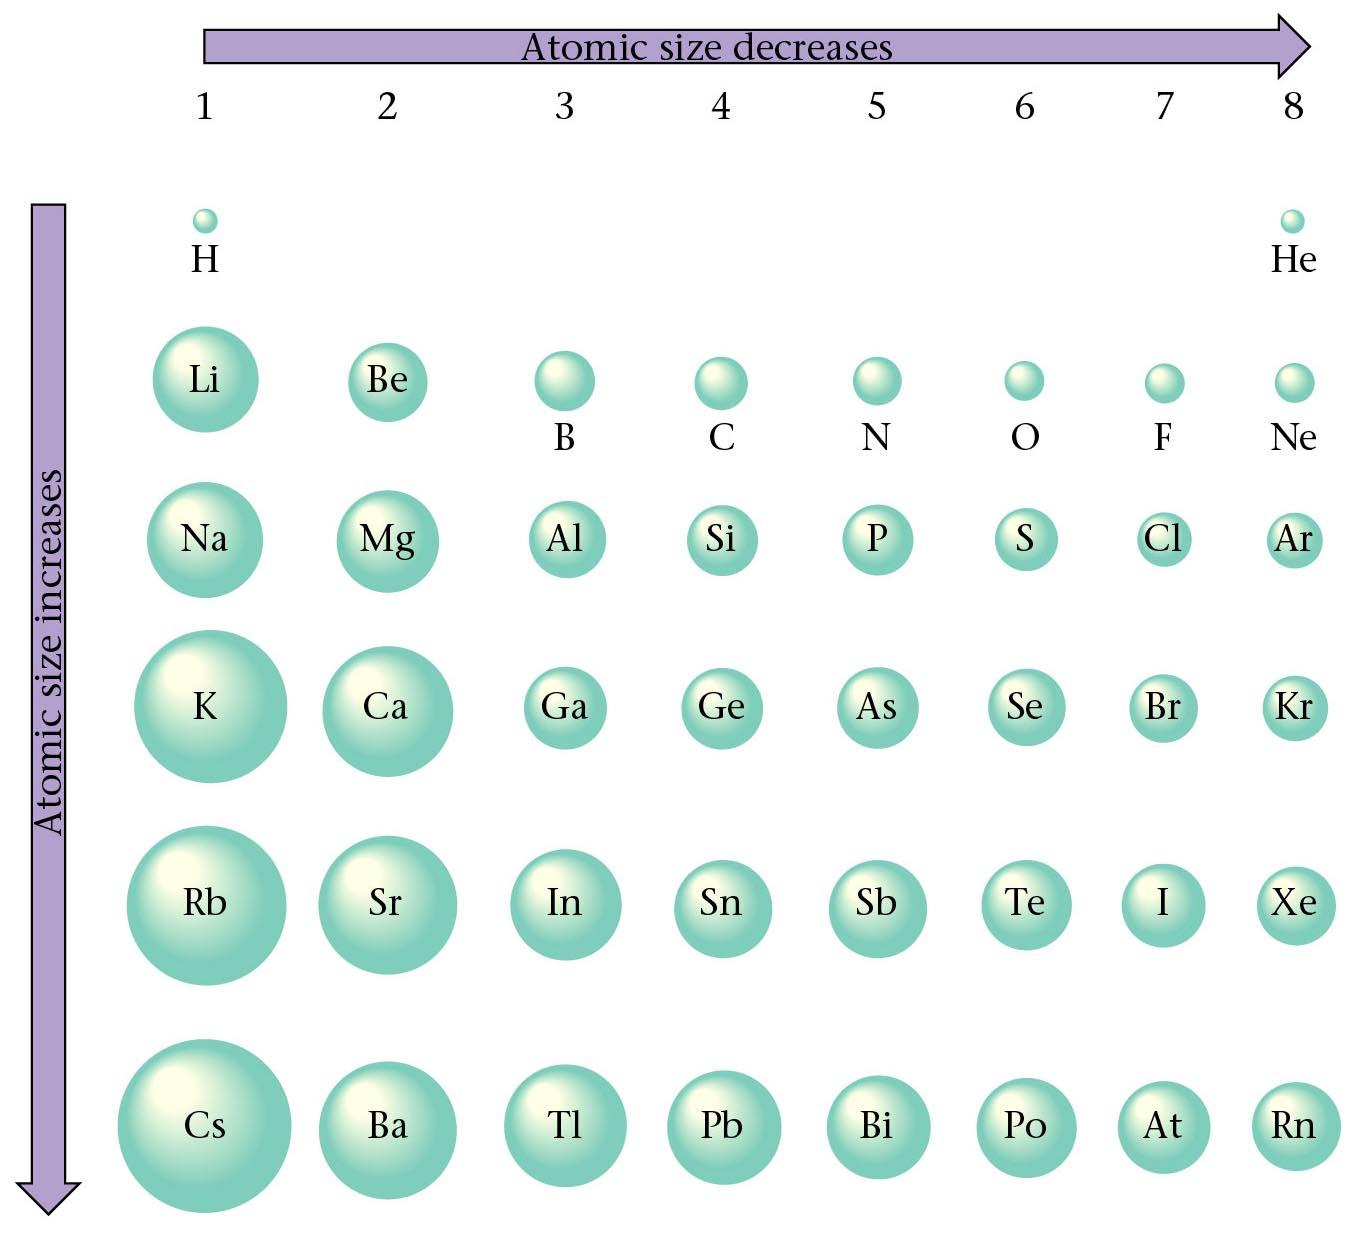 Atomic size decreases
1 2 3 4 5 6 7 8
Atomic size increases
H He
Li Be
B C N O F Ne
Na Mg Al Si P S Cl Ar
K Ca Ga Ge As Se Br Kr
Rb Sr In Sn Sb Te I Xe
Cs Ba Tl Pb Bi Po At Rn